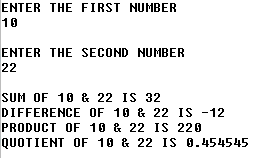 ENTER THE FIRST NUMBER
10
ENTER THE SECOND NUMBER
22
SUM OF 10 & 22 IS 32
DIFFERENCE OF 10 & 22 IS -12
PRODUCT OF 10 & 22 IS 220
QUOTIENT OF 10 & 22 IS 0.454545